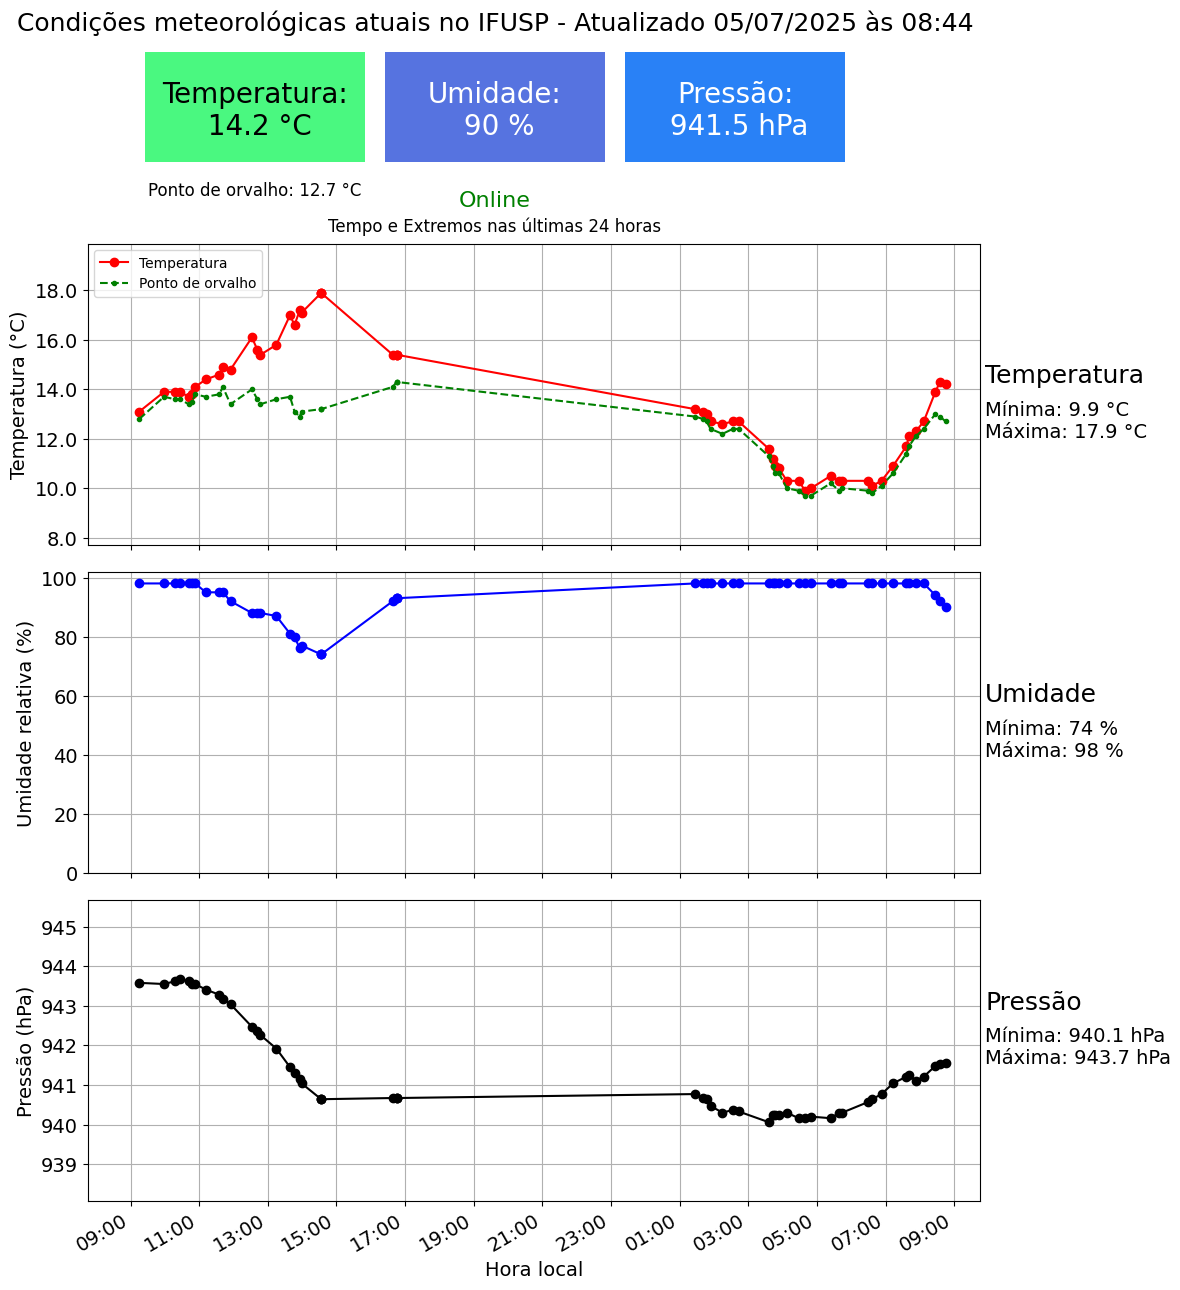 Condições meteorológicas atuais no IFUSP - Atualizado 05/07/2025 às 08:44
Temperatura:
14.2 °C
Umidade:
90 %
Pressão:
941.5 hPa
Ponto de orvalho: 12.7 °C
Online
Tempo e Extremos nas últimas 24 horas
Temperatura
Ponto de orvalho
Temperatura (°C)
18.0
16.0
14.0
12.0
10.0
8.0
Temperatura
Mínima: 9.9 °C
Máxima: 17.9 °C
Umidade relativa (%)
100
80
60
40
20
0
Umidade
Mínima: 74 %
Máxima: 98 %
Pressão (hPa)
945
944
943
942
941
940
939
Pressão
Mínima: 940.1 hPa
Máxima: 943.7 hPa
09:00 11:00 13:00 15:00 17:00 19:00 21:00 23:00 01:00 03:00 05:00 07:00 09:00
Hora local